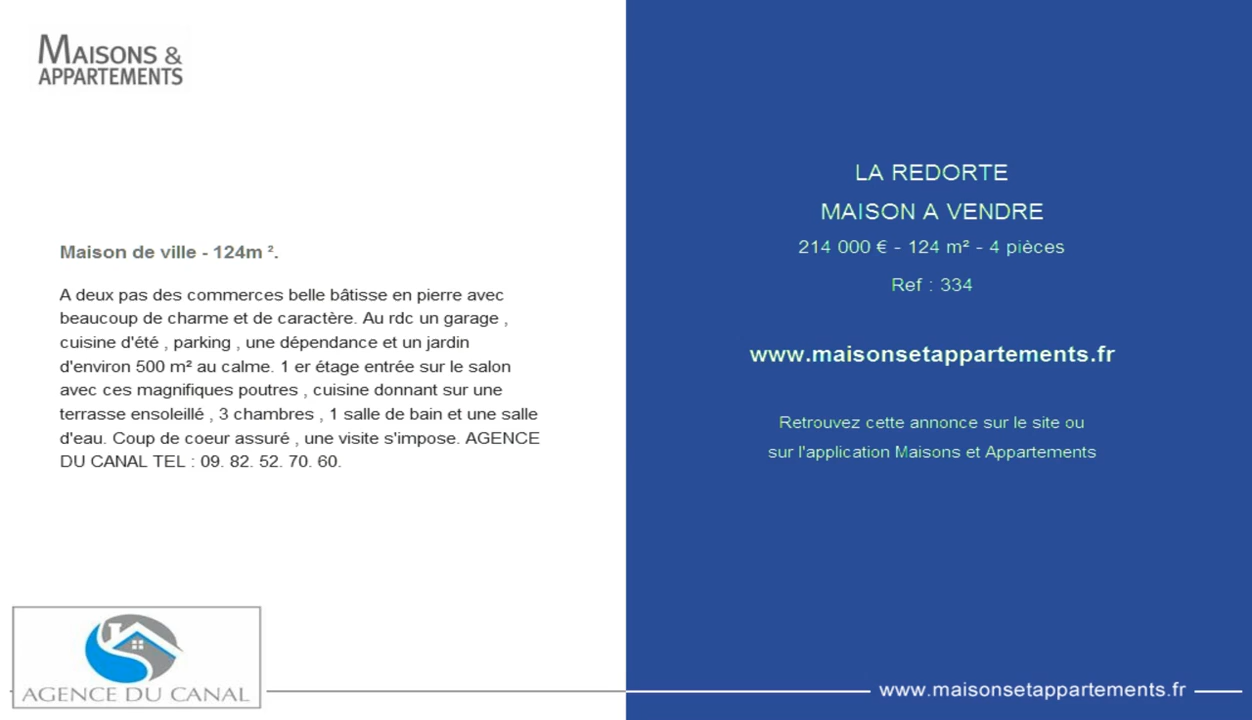 MAISONS &
APPARTEMENTS
Maison de ville - 124m ².
A deux pas des commerces belle bâtisse en pierre avec
beaucoup de charme et de caractère. Au rdc un garage ,
cuisine d'été , parking , une dépendance et un jardin
d'environ 500 m² au calme. 1 er étage entrée sur le salon
avec ces magnifiques poutres , cuisine donnant sur une
terrasse ensoleillé , 3 chambres , 1 salle de bain et une salle
d'eau. Coup de coeur assuré , une visite s'impose. AGENCE
DU CANAL TEL : 09. 82. 52. 70. 60.
AGENCE DU CANAL
LA REDORTE
MAISON A VENDRE
214 000 € - 124 m² - 4 pièces
Ref : 334
www.maisonsetappartements.fr
Retrouvez cette annonce sur le site ou
sur l'application Maisons et Appartements
www.maisonsetappartements.fr